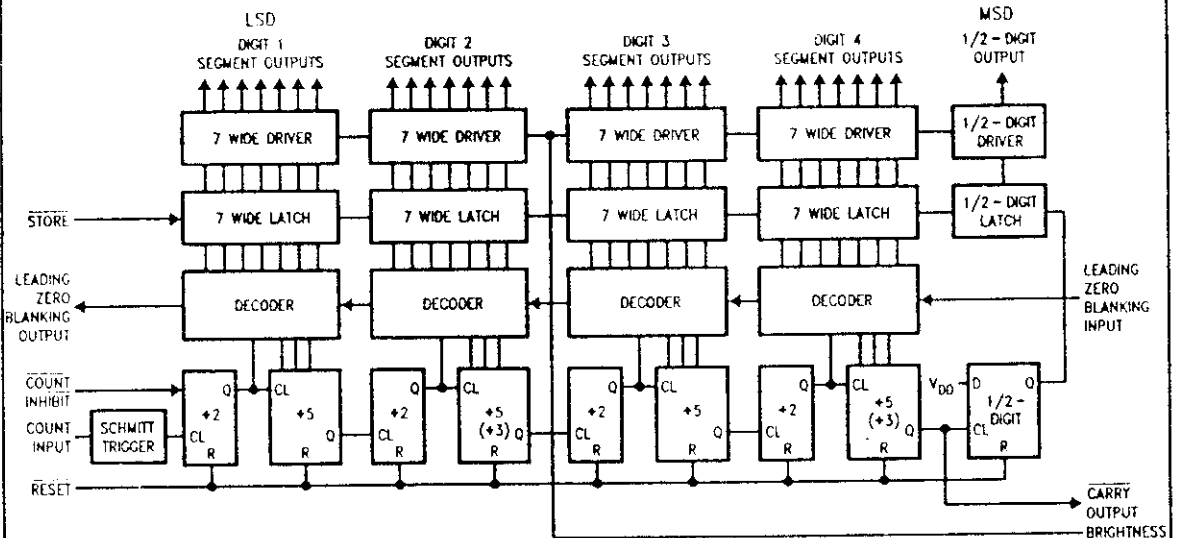 LSD
MSD
DIGIT 1
SEGMENT OUTPUTS
DIGIT 2
SEGMENT OUTPUTS
DIGIT 3
SEGMENT OUTPUTS
DIGIT 4
SEGMENT OUTPUTS
1/2-DIGIT
OUTPUT
7 WIDE DRIVER
7 WIDE DRIVER
7 WIDE DRIVER
7 WIDE DRIVER
1/2-DIGIT
DRIVER
STORE
7 WIDE LATCH
7 WIDE LATCH
7 WIDE LATCH
7 WIDE LATCH
1/2-DIGIT
LATCH
LEADING
ZERO
BLANKING
OUTPUT
DECODER
DECODER
DECODER
DECODER
LEADING
ZERO
BLANKING
INPUT
COUNT
INHIBIT
COUNT
INPUT
SCHMITT
TRIGGER
Q
÷2
CL
R
CL
÷5
Q
R
Q
÷2
CL
R
CL
÷5
(÷3)
Q
R
Q
÷2
CL
R
CL
÷5
Q
R
Q
÷2
CL
R
CL
÷5
(÷3)
Q
R
VDD
D
Q
1/2-
DIGIT
CL
R
RESET
CARRY
OUTPUT
BRIGHTNESS